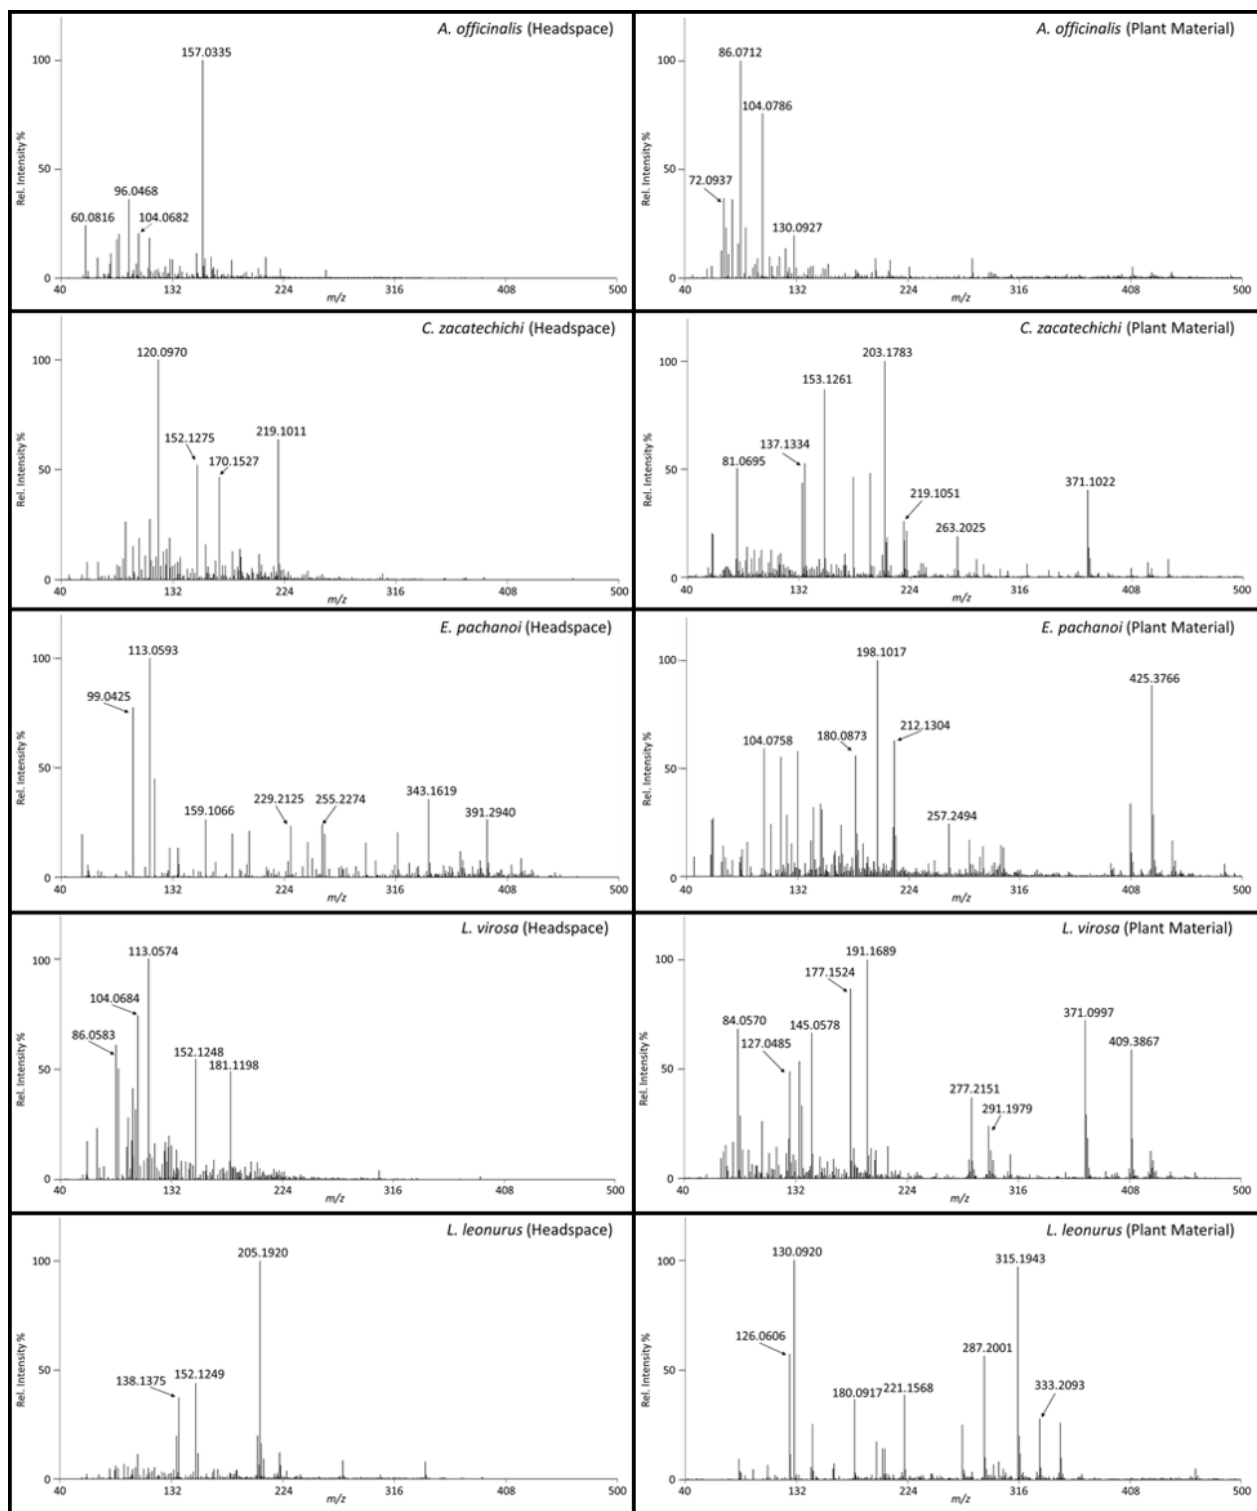 A. officinalis (Headspace)
157.0335
100
96.0468
60.0816
104.0682
50
0
Rel. Intensity%
40 132 224 316 408 500
m/z
A. officinalis (Plant Material)
86.0712
100
104.0786
72.0937
130.0927
50
0
Rel. Intensity%
40 132 224 316 408 500
m/z
C. zacatechichi (Headspace)
120.0970
100
219.1011
152.1275
170.1527
50
0
Rel. Intensity%
40 132 224 316 408 500
m/z
C. zacatechichi (Plant Material)
203.1783
100
153.1261
137.1334
81.0695
371.1022
219.1051
263.2025
50
0
Rel. Intensity%
40 132 224 316 408 500
m/z
E. pachanoi (Headspace)
113.0593
100
99.0425
343.1619
229.2125
255.2274
159.1066
391.2940
50
0
Rel. Intensity%
40 132 224 316 408 500
m/z
E. pachanoi (Plant Material)
198.1017
100
425.3766
212.1304
180.0873
104.0758
257.2494
50
0
Rel. Intensity%
40 132 224 316 408 500
m/z
L. virosa (Headspace)
113.0574
100
104.0684
86.0583
152.1248
181.1198
50
0
Rel. Intensity%
40 132 224 316 408 500
m/z
L. virosa (Plant Material)
191.1689
100
177.1524
84.0570
145.0578
371.0997
127.0485
409.3867
277.2151
291.1979
50
0
Rel. Intensity%
40 132 224 316 408 500
m/z
L. leonurus (Headspace)
205.1920
100
152.1249
138.1375
50
0
Rel. Intensity%
40 132 224 316 408 500
m/z
L. leonurus (Plant Material)
130.0920
315.1943
100
126.0606
287.2001
221.1568
180.0917
333.2093
50
0
Rel. Intensity%
40 132 224 316 408 500
m/z